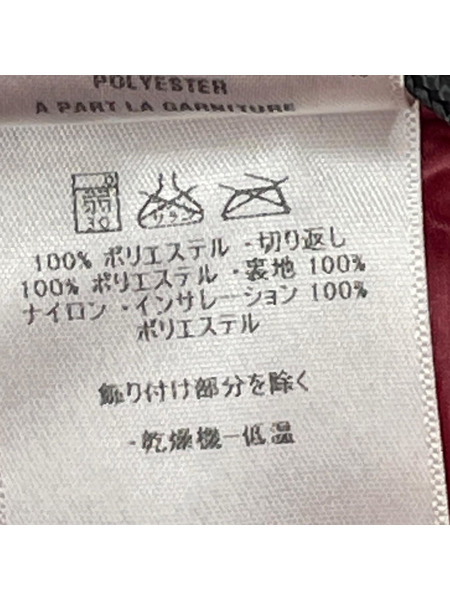 POLYESTER
A PART LA GARNITURE
弱
30
100% ポリエステル ・切り返し
100% ポリエステル ・裏地 100%
ナイロン ・インサレーション 100%
ポリエステル
飾り付け部分を除く
-乾燥機-低温